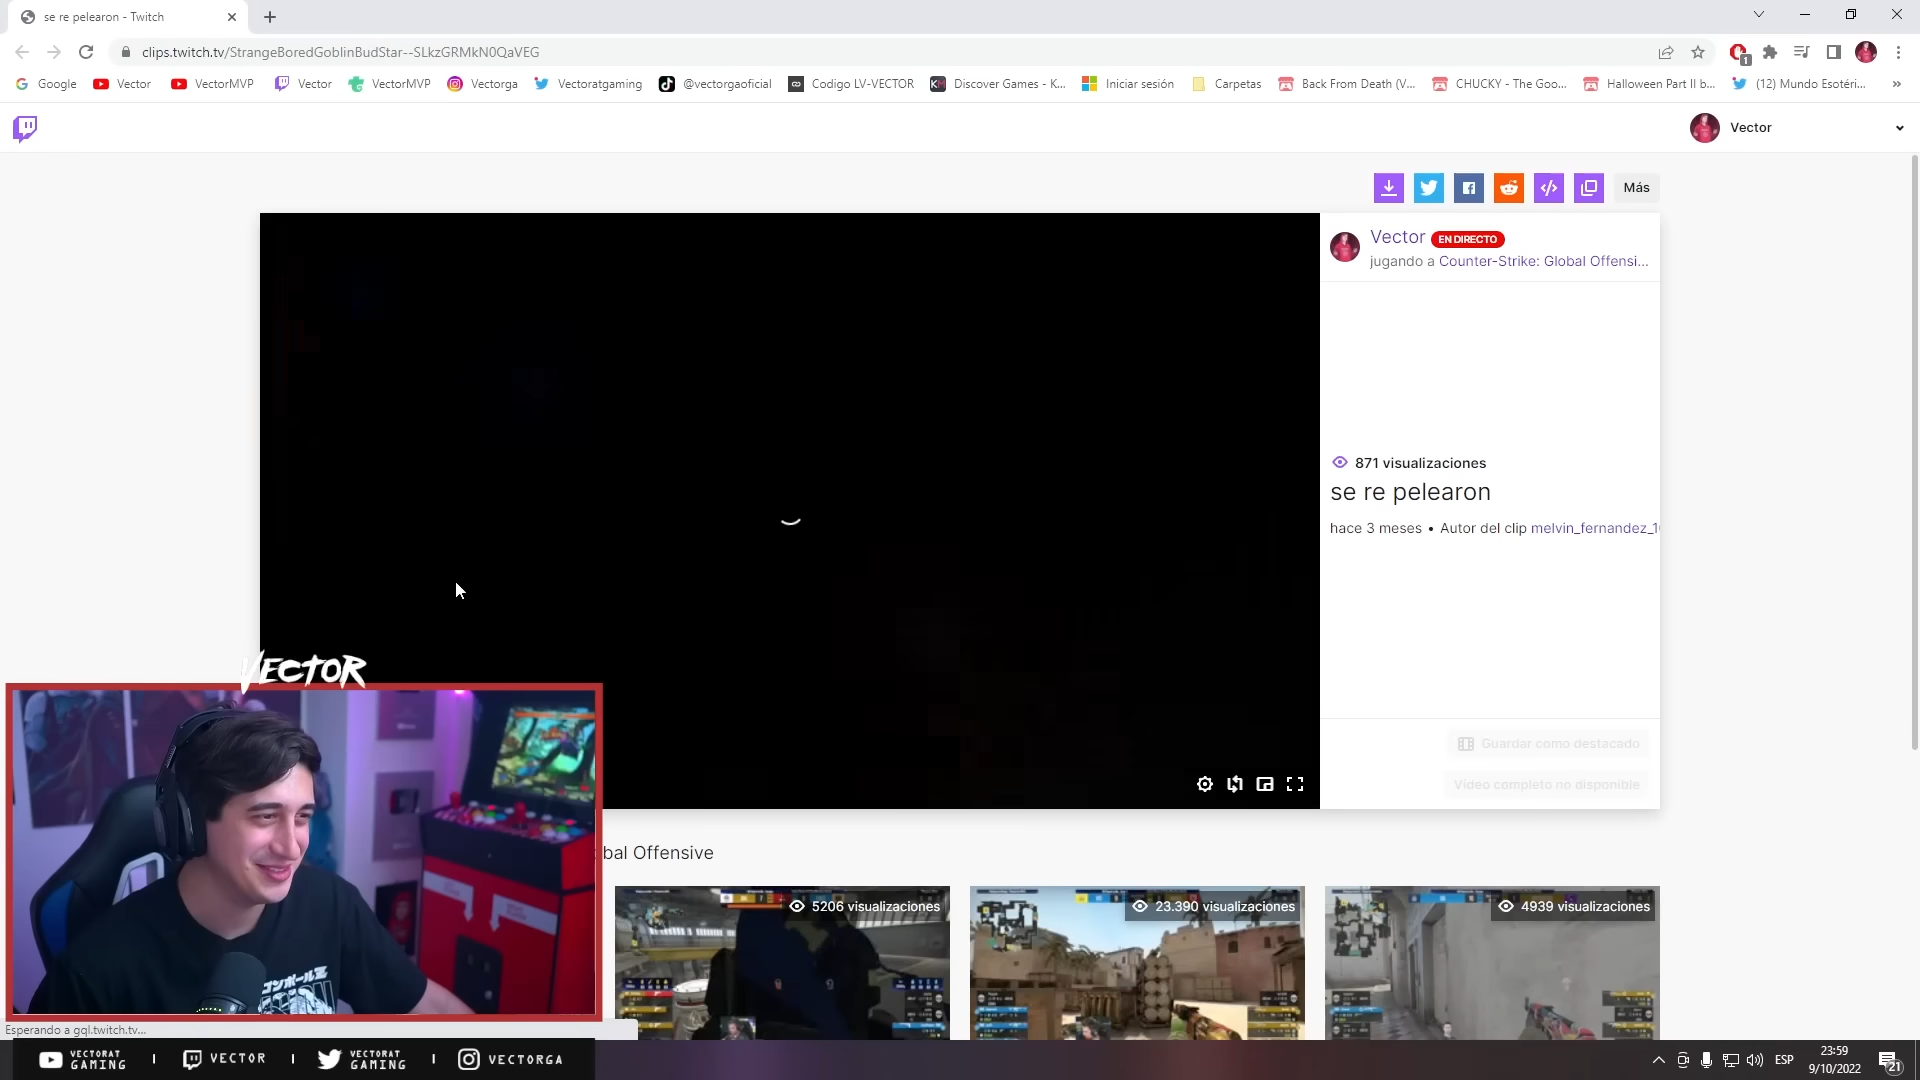 se re pelearon - Twitch
clips.twitch.tv/StrangeBoredGoblinBudStar--SLkzGRMkN0QaVEG
1
Google
Vector
VectorMVP
Vector
VectorMVP
Vectorga
Vectoratgaming
@vectorgaoficial
Codigo LV-VECTOR
Discover Games - K...
Iniciar sesión
Carpetas
Back From Death (V...
CHUCKY - The Goo...
Halloween Part II b...
(12) Mundo Esotéri...
Vector
Más
Vector EN DIRECTO
jugando a Counter-Strike: Global Offensi...
871 visualizaciones
se re pelearon
hace 3 meses • Autor del clip melvin_fernandez_1
Guardar como destacado
Vídeo completo no disponible
VECTOR
bal Offensive
5206 visualizaciones
23.390 visualizaciones
4939 visualizaciones
Esperando a gql.twitch.tv...
VECTORAT GAMING
VECTOR
VECTORAT GAMING
VECTORGA
ESP
23:59
9/10/2022
21